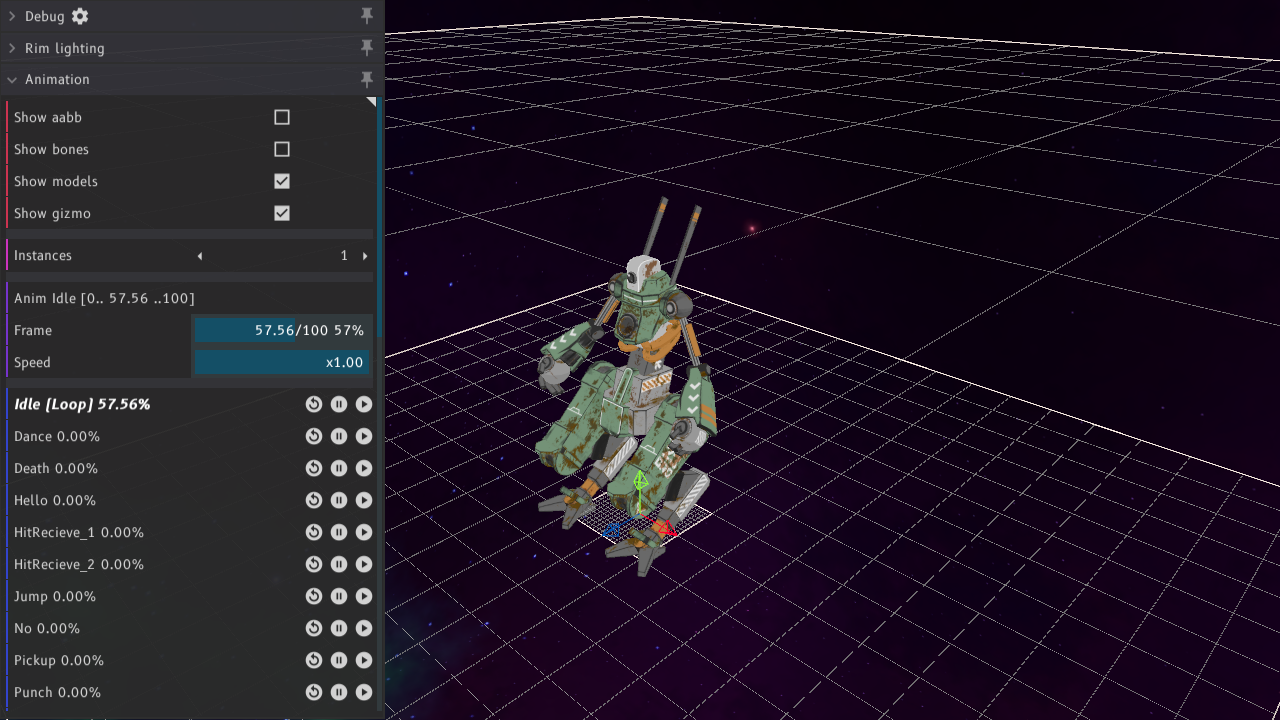 Debug
Rim lighting
Animation
Show aabb
Show bones
Show models
Show gizmo
Instances 1
Anim Idle [0.. 57.56 ..100]
Frame 57.56/100 57%
Speed x1.00
Idle [Loop] 57.56%
Dance 0.00%
Death 0.00%
Hello 0.00%
HitRecieve_1 0.00%
HitRecieve_2 0.00%
Jump 0.00%
No 0.00%
Pickup 0.00%
Punch 0.00%